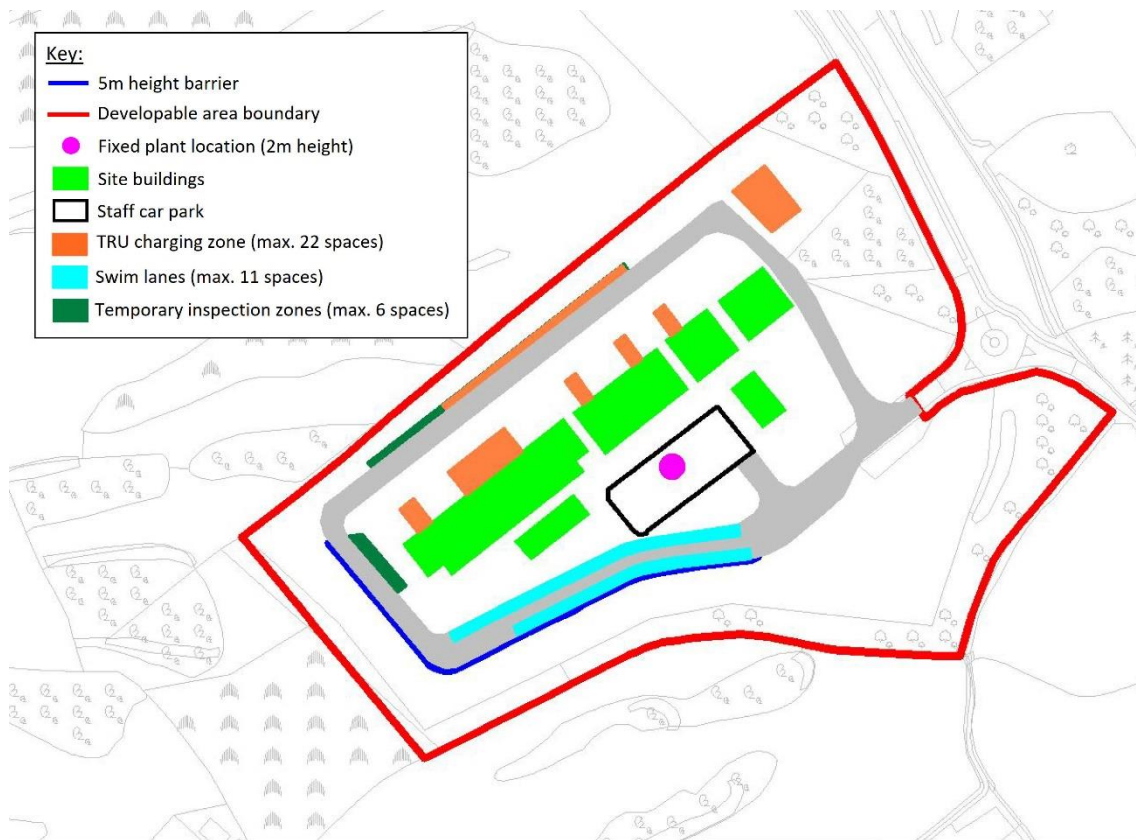 Key:
5m height barrier
Developable area boundary
Fixed plant location (2m height)
Site buildings
Staff car park
TRU charging zone (max. 22 spaces)
Swim lanes (max. 11 spaces)
Temporary inspection zones (max. 6 spaces)